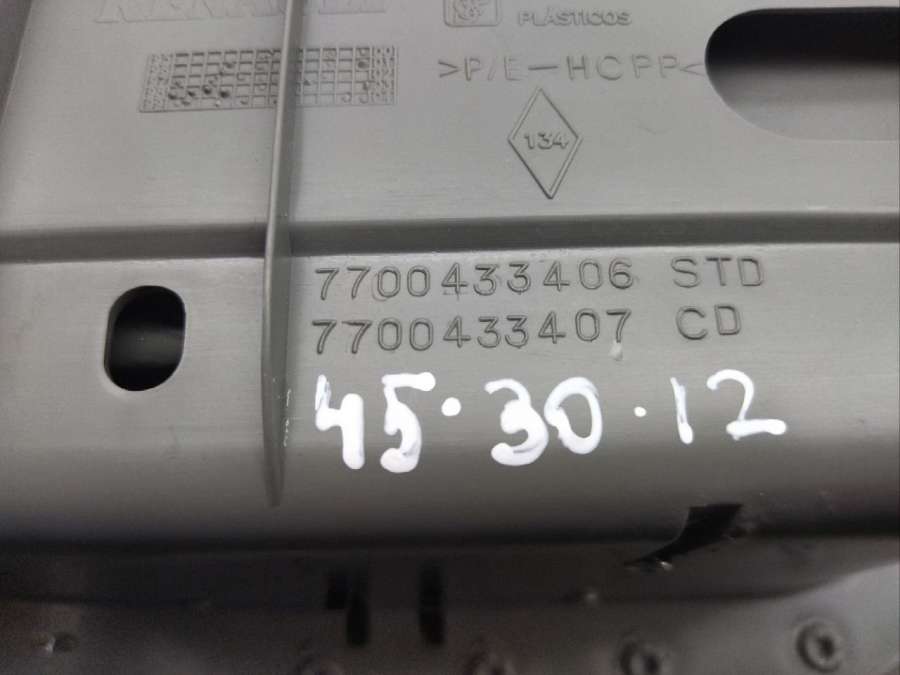 PLÁSTICOS
>P/E-HCPP<
134
7700433406 STD
7700433407 CD
45·30·12